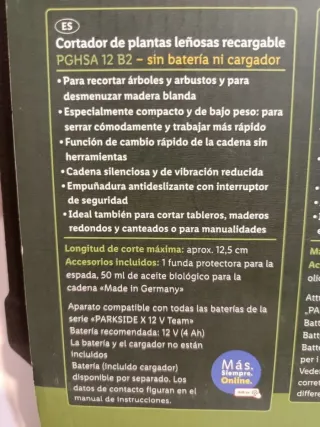 ES
Cortador de plantas leñosas recargable
PGHSA 12 B2 – sin batería ni cargador
• Para recortar árboles y arbustos y para
desmenuzar madera blanda
• Especialmente compacto y de bajo peso: para
serrar cómodamente y trabajar más rápido
• Función de cambio rápido de la cadena sin
herramientas
• Cadena silenciosa y de vibración reducida
• Empuñadura antideslizante con interruptor
de seguridad
• Ideal también para cortar tableros, maderos
redondos y canteados o para manualidades
Longitud de corte máxima: aprox. 12,5 cm
Accesorios incluidos: 1 funda protectora para la
espada, 50 ml de aceite biológico para la
cadena «Made in Germany»
Aparato compatible con todas las baterías de la
serie «PARKSIDE X 12 V Team»
Batería recomendada: 12 V (4 Ah)
La batería y el cargador no están
incluidos
Batería (incluido cargador)
disponible por separado. Los
datos de contacto figuran en el
manual de instrucciones.
Más.
Siempre.
Online.